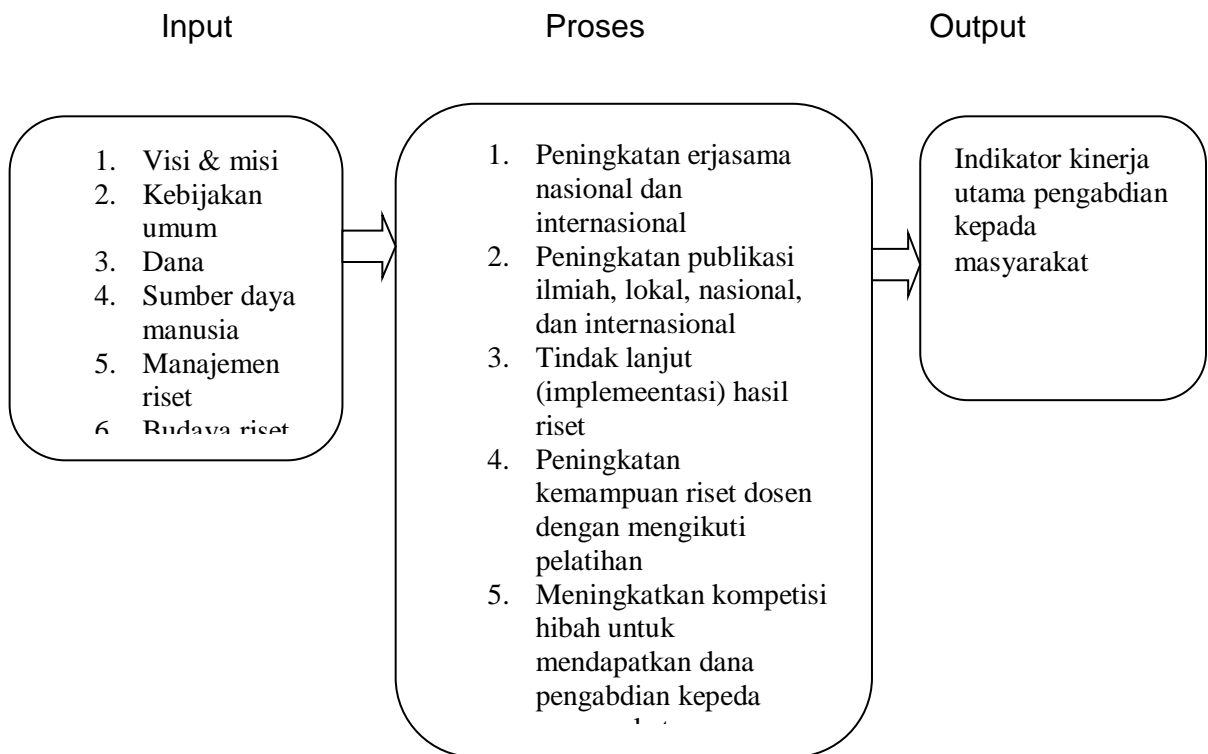 Input
Proses
Output
1. Visi & misi
2. Kebijakan
umum
3. Dana
4. Sumber daya
manusia
5. Manajemen
riset
6. Budaya riset
1. Peningkatan erjasama
nasional dan
internasional
2. Peningkatan publikasi
ilmiah, lokal, nasional,
dan internasional
3. Tindak lanjut
(implemeentasi) hasil
riset
4. Peningkatan
kemampuan riset dosen
dengan mengikuti
pelatihan
5. Meningkatkan kompetisi
hibah untuk
mendapatkan dana
pengabdian kepeda
Indikator kinerja
utama pengabdian
kepada
masyarakat